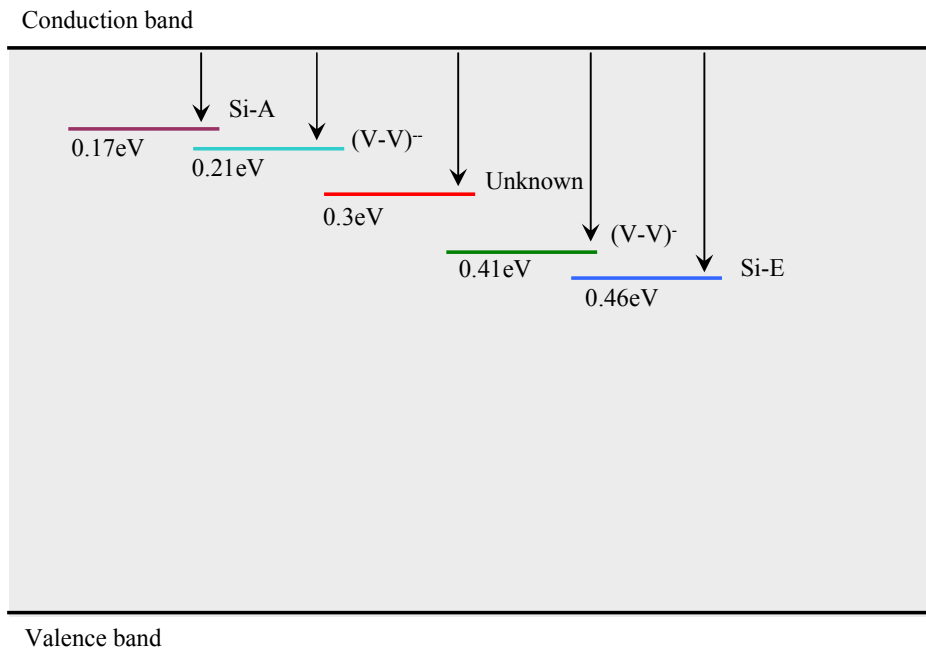 Conduction band
Si-A
0.17eV
(V-V)--
0.21eV
Unknown
0.3eV
(V-V)-
0.41eV
Si-E
0.46eV
Valence band